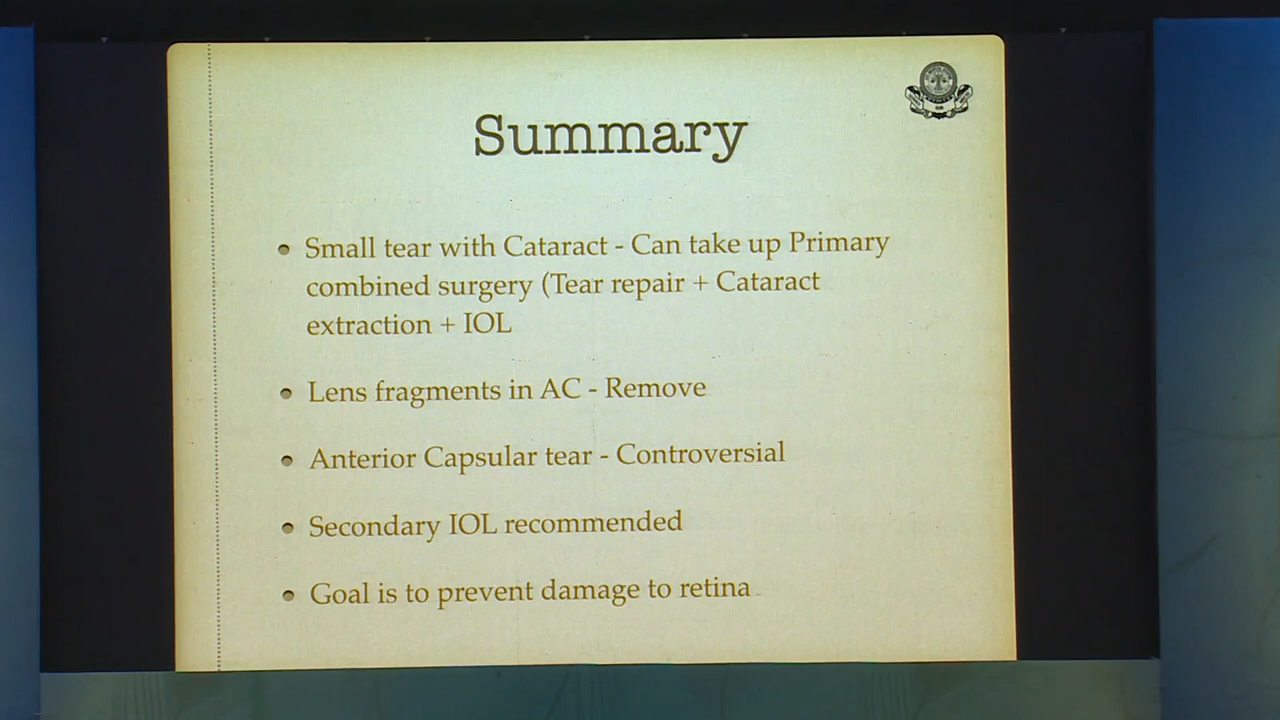 Summary
• Small tear with Cataract - Can take up Primary
combined surgery (Tear repair + Cataract
extraction + IOL
• Lens fragments in AC - Remove
• Anterior Capsular tear - Controversial
• Secondary IOL recommended
• Goal is to prevent damage to retina